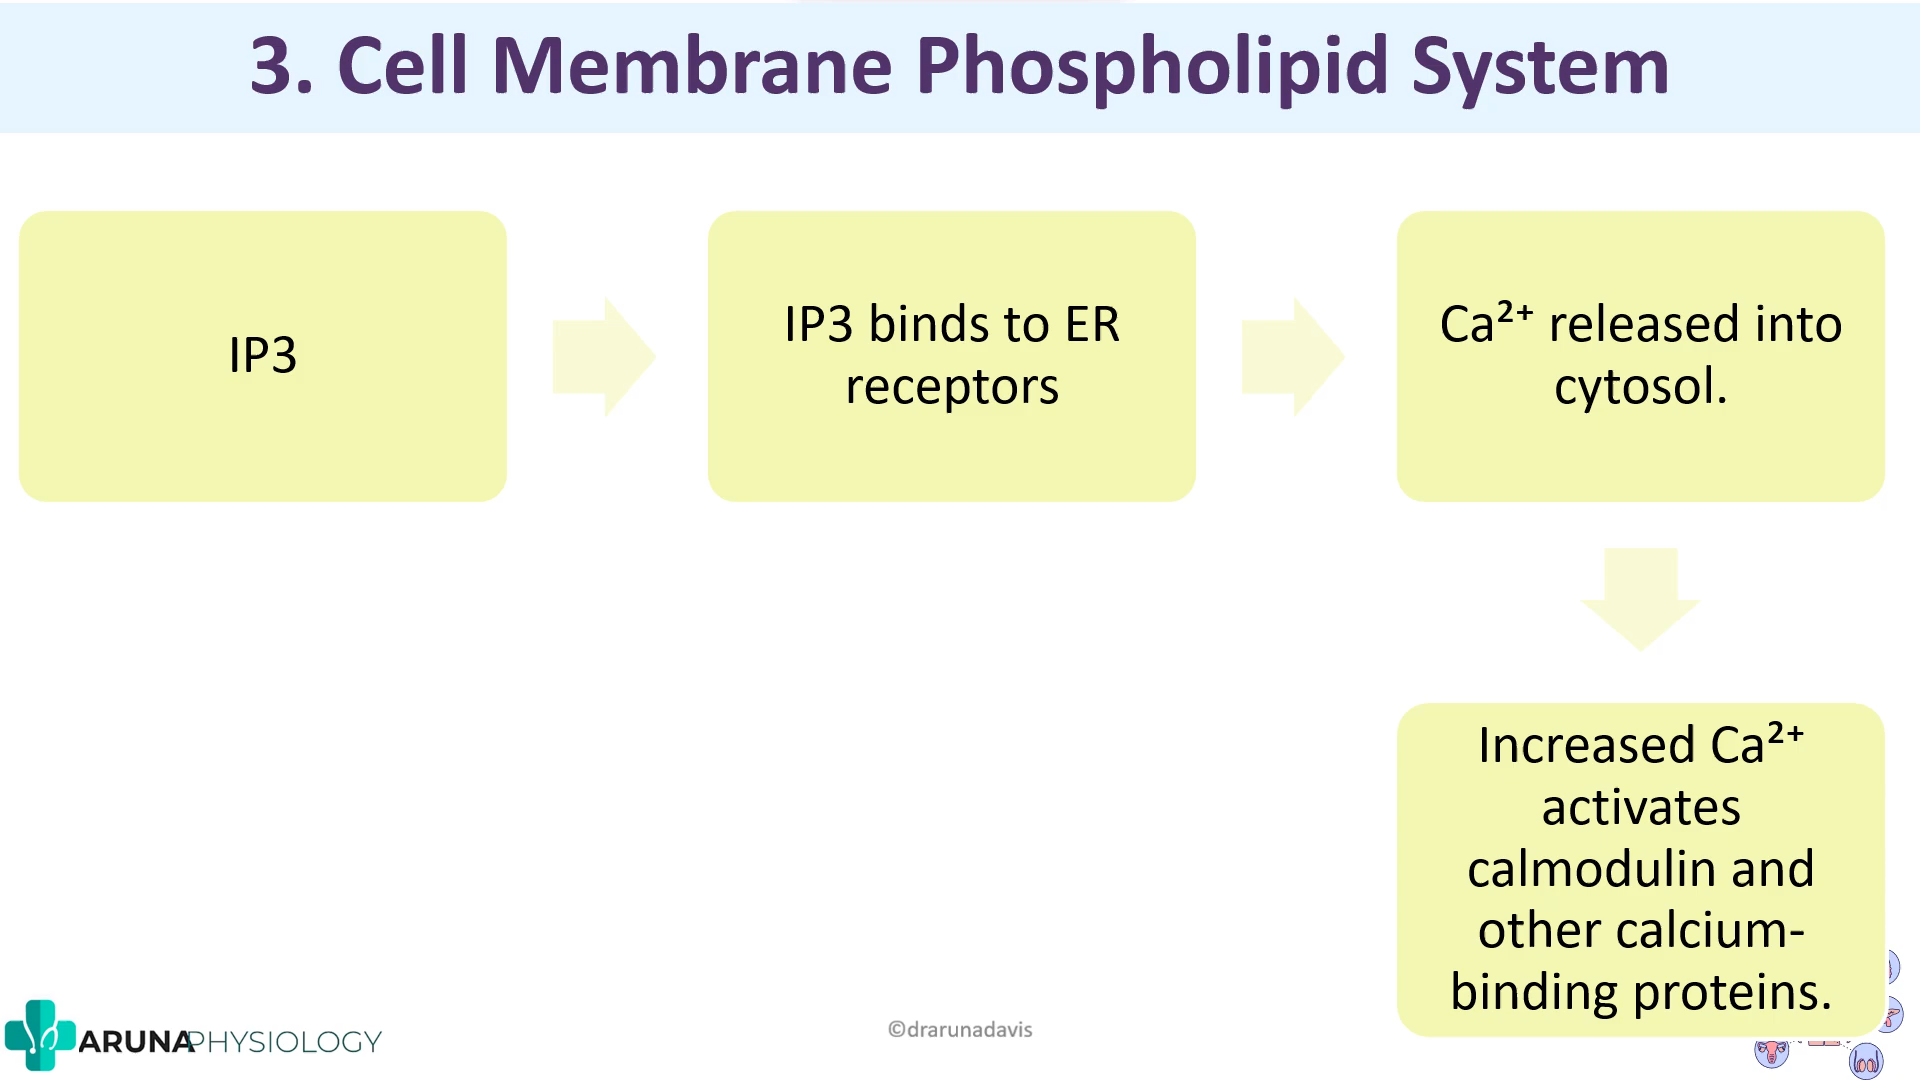 3. Cell Membrane Phospholipid System
IP3
IP3 binds to ER
receptors
Ca²⁺ released into
cytosol.
Increased Ca²⁺
activates
calmodulin and
other calcium-
binding proteins.
ARUNAPHYSIOLOGY
©drarunadavis